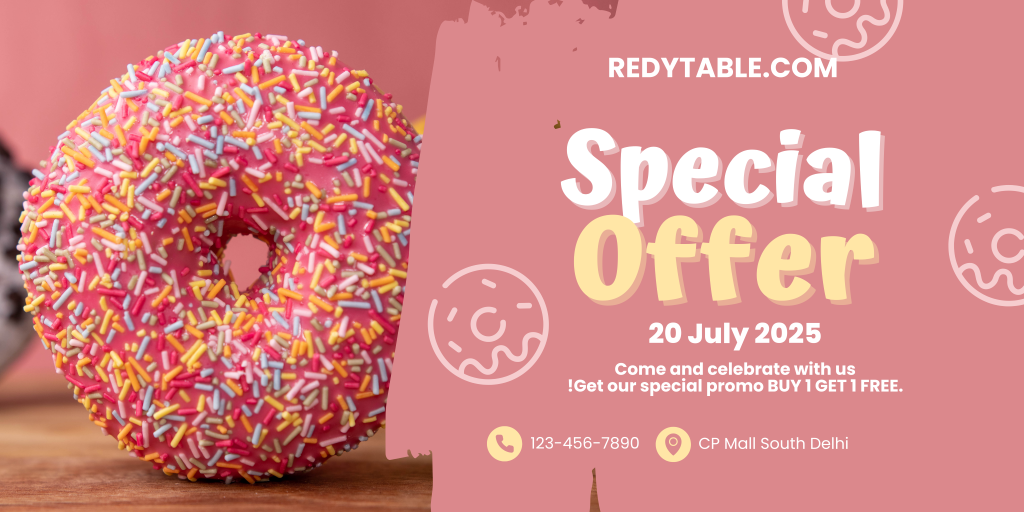 REDYTABLE.COM
Special
Offer
20 July 2025
Come and celebrate with us
!Get our special promo BUY 1 GET 1 FREE.
123-456-7890
CP Mall South Delhi